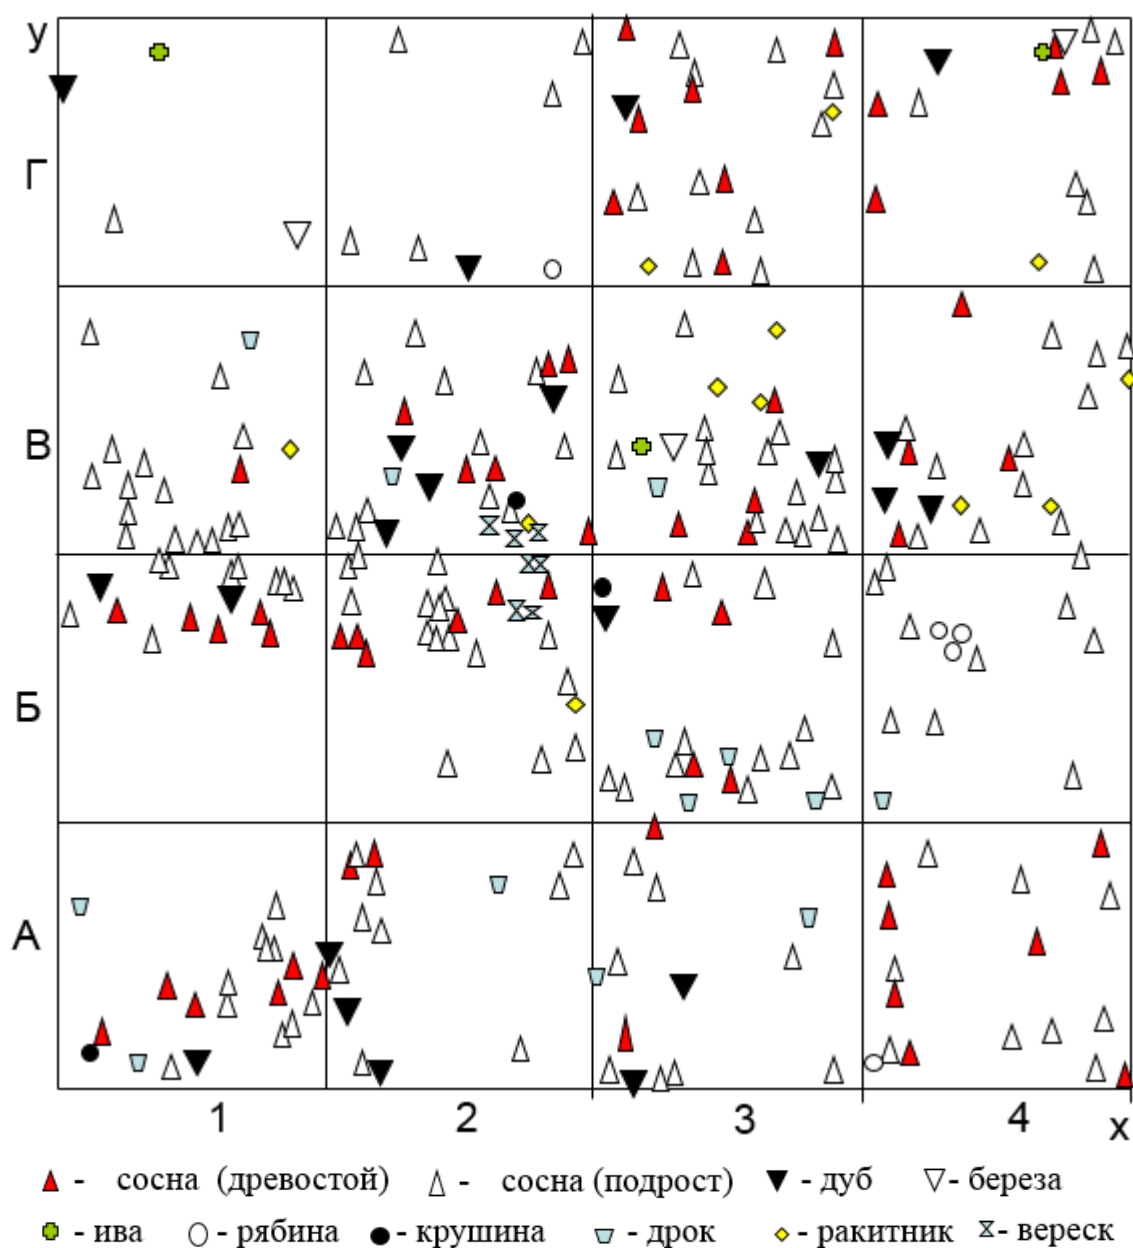 у
Г
В
Б
А
1 2 3 4 х
- сосна (древостой) - сосна (подрост) - дуб - береза
- ива - рябина - крушина - дрок - ракитник - вереск